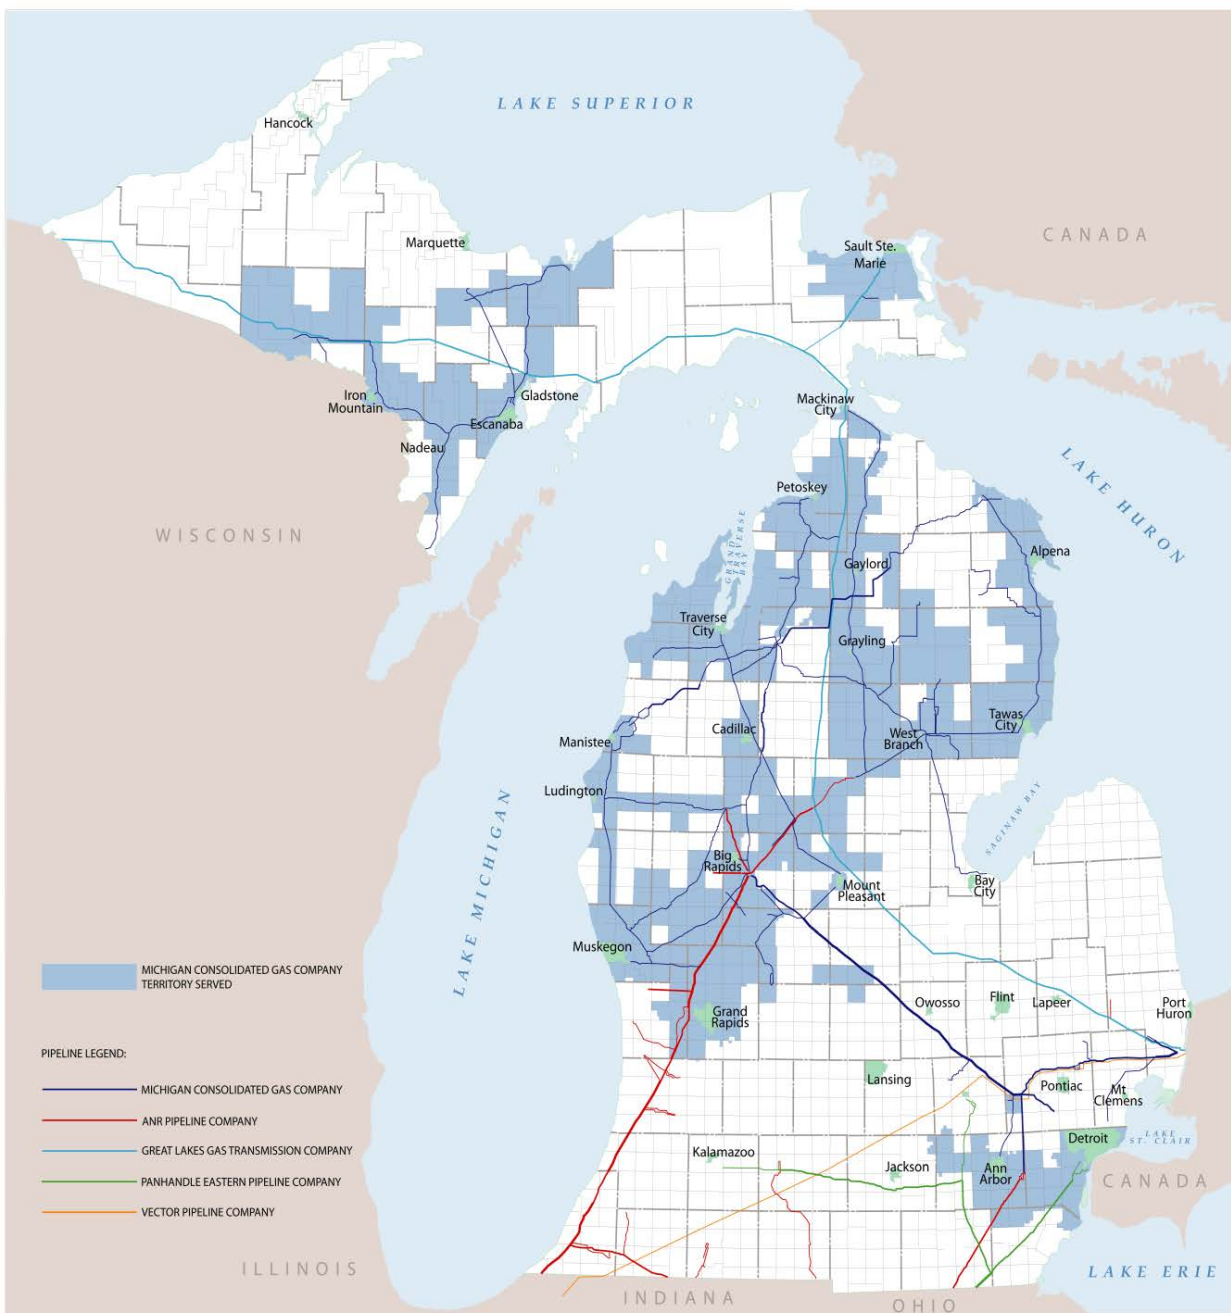 LAKE SUPERIOR
Hancock
CANADA
Marquette
Sault Ste.
Marie
Iron
Mountain
Gladstone
Escanaba
Nadeau
Mackinaw
City
LAKE HURON
Petoskey
WISCONSIN
GRAND
TRAVERSE
BAY
Alpena
Gaylord
Traverse
City
Grayling
Tawas
City
Manistee
Cadillac
West
Branch
Ludington
LAKE MICHIGAN
SAGINAW BAY
Big
Rapids
Mount
Pleasant
Bay
City
Muskegon
MICHIGAN CONSOLIDATED GAS COMPANY
TERRITORY SERVED
Grand
Rapids
Owosso
Flint
Lapeer
Port
Huron
PIPELINE LEGEND:
Lansing
Pontiac
Mt
Clemens
MICHIGAN CONSOLIDATED GAS COMPANY
ANR PIPELINE COMPANY
GREAT LAKES GAS TRANSMISSION COMPANY
PANHANDLE EASTERN PIPELINE COMPANY
VECTOR PIPELINE COMPANY
Kalamazoo
Jackson
Ann
Arbor
Detroit
LAKE
ST. CLAIR
CANADA
ILLINOIS
INDIANA
OHIO
LAKE ERIE